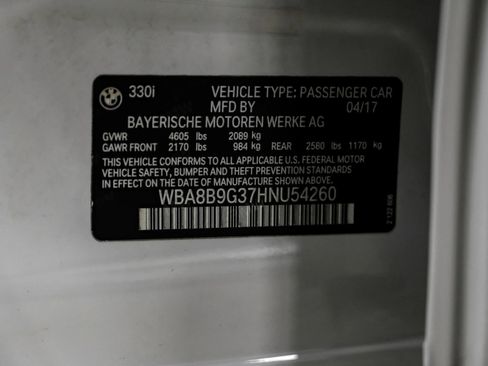 330i VEHICLE TYPE: PASSENGER CAR
MFD BY 04/17
BAYERISCHE MOTOREN WERKE AG
GVWR 4605 lbs 2089 kg
GAWR FRONT 2170 lbs 984 kg REAR 2580 lbs 1170 kg
THIS VEHICLE CONFORMS TO ALL APPLICABLE U.S. FEDERAL MOTOR
VEHICLE SAFETY, BUMPER, AND THEFT PREVENTION STANDARDS
IN EFFECT ON THE DATE OF MANUFACTURE SHOWN ABOVE.
WBA8B9G37HNU54260